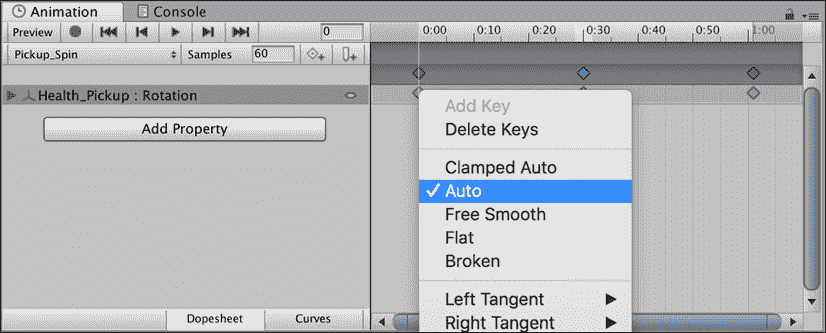 Animation Console
Preview 0 0:00 0:10 0:20 0:30 0:40 0:50 1:00
Pickup_Spin Samples 60
Health_Pickup : Rotation
Add Property
Add Key
Delete Keys
Clamped Auto
Auto
Free Smooth
Flat
Broken
Left Tangent
Right Tangent
Dopesheet Curves